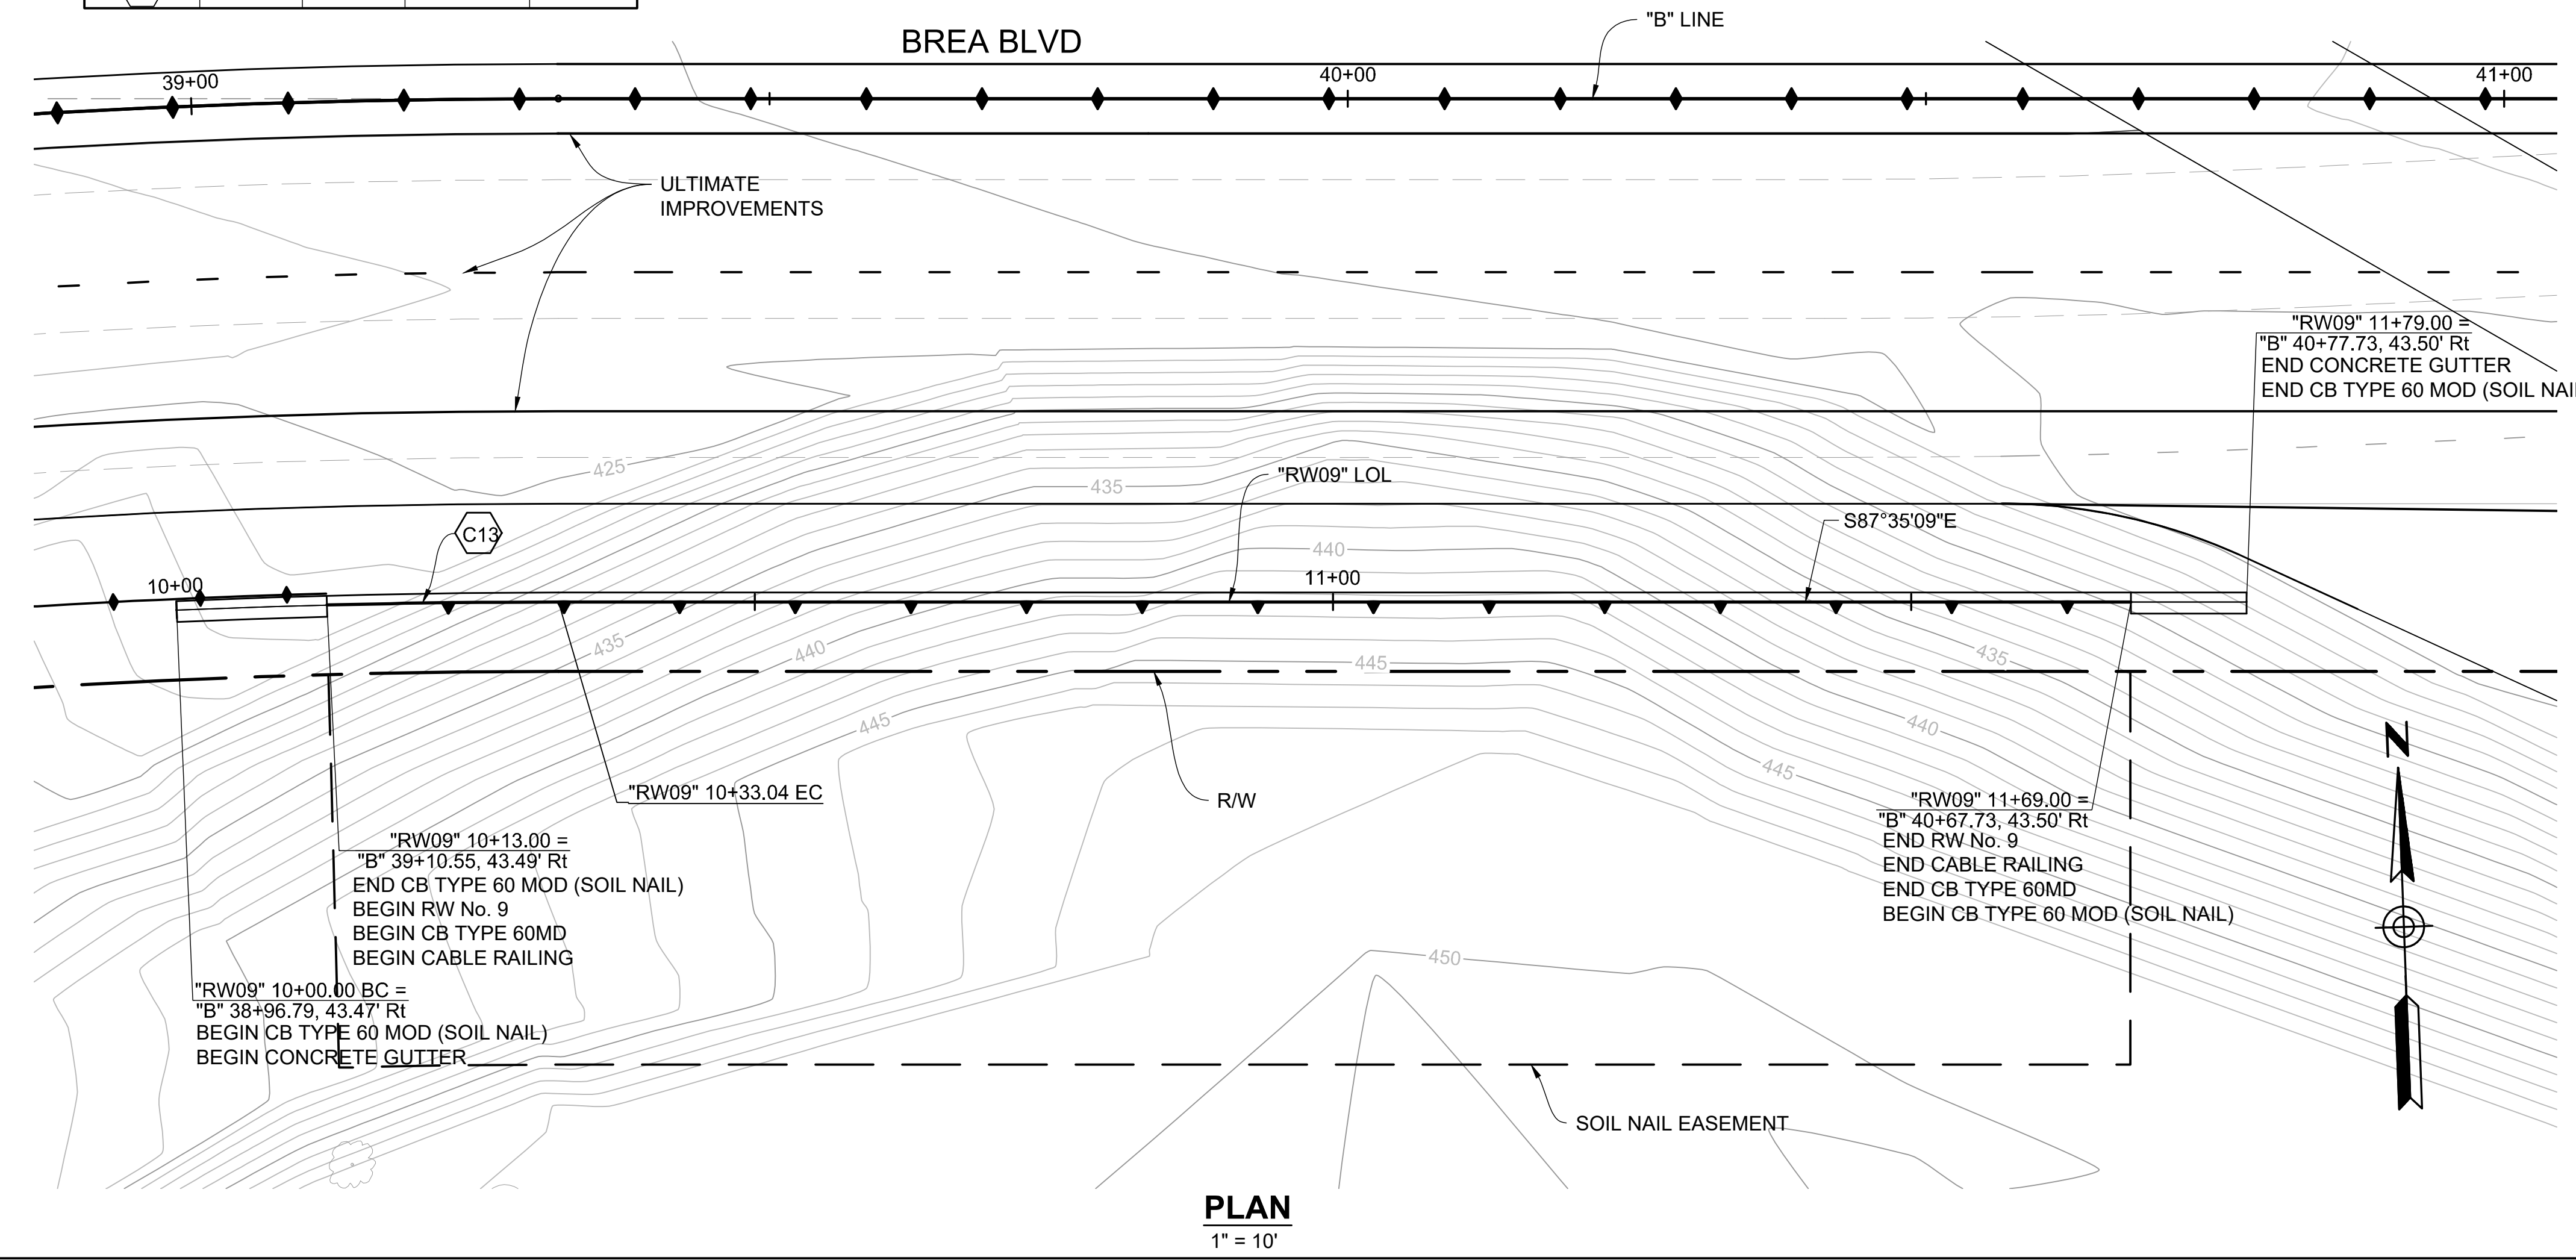 "B" LINE
BREA BLVD
39+00
40+00
41+00
ULTIMATE
IMPROVEMENTS
"RW09" 11+79.00 =
"B" 40+77.73, 43.50' Rt
END CONCRETE GUTTER
END CB TYPE 60 MOD (SOIL NAI
425
435
"RW09" LOL
S87°35'09"E
C13
440
10+00
11+00
435
440
445
435
445
440
445
N
"RW09" 10+33.04 EC
R/W
"RW09" 10+13.00 =
"B" 39+10.55, 43.49' Rt
END CB TYPE 60 MOD (SOIL NAIL)
BEGIN RW No. 9
BEGIN CB TYPE 60MD
BEGIN CABLE RAILING
"RW09" 11+69.00 =
"B" 40+67.73, 43.50' Rt
END RW No. 9
END CABLE RAILING
END CB TYPE 60MD
BEGIN CB TYPE 60 MOD (SOIL NAIL)
450
"RW09" 10+00.00 BC =
"B" 38+96.79, 43.47' Rt
BEGIN CB TYPE 60 MOD (SOIL NAIL)
BEGIN CONCRETE GUTTER
SOIL NAIL EASEMENT
PLAN
1" = 10'